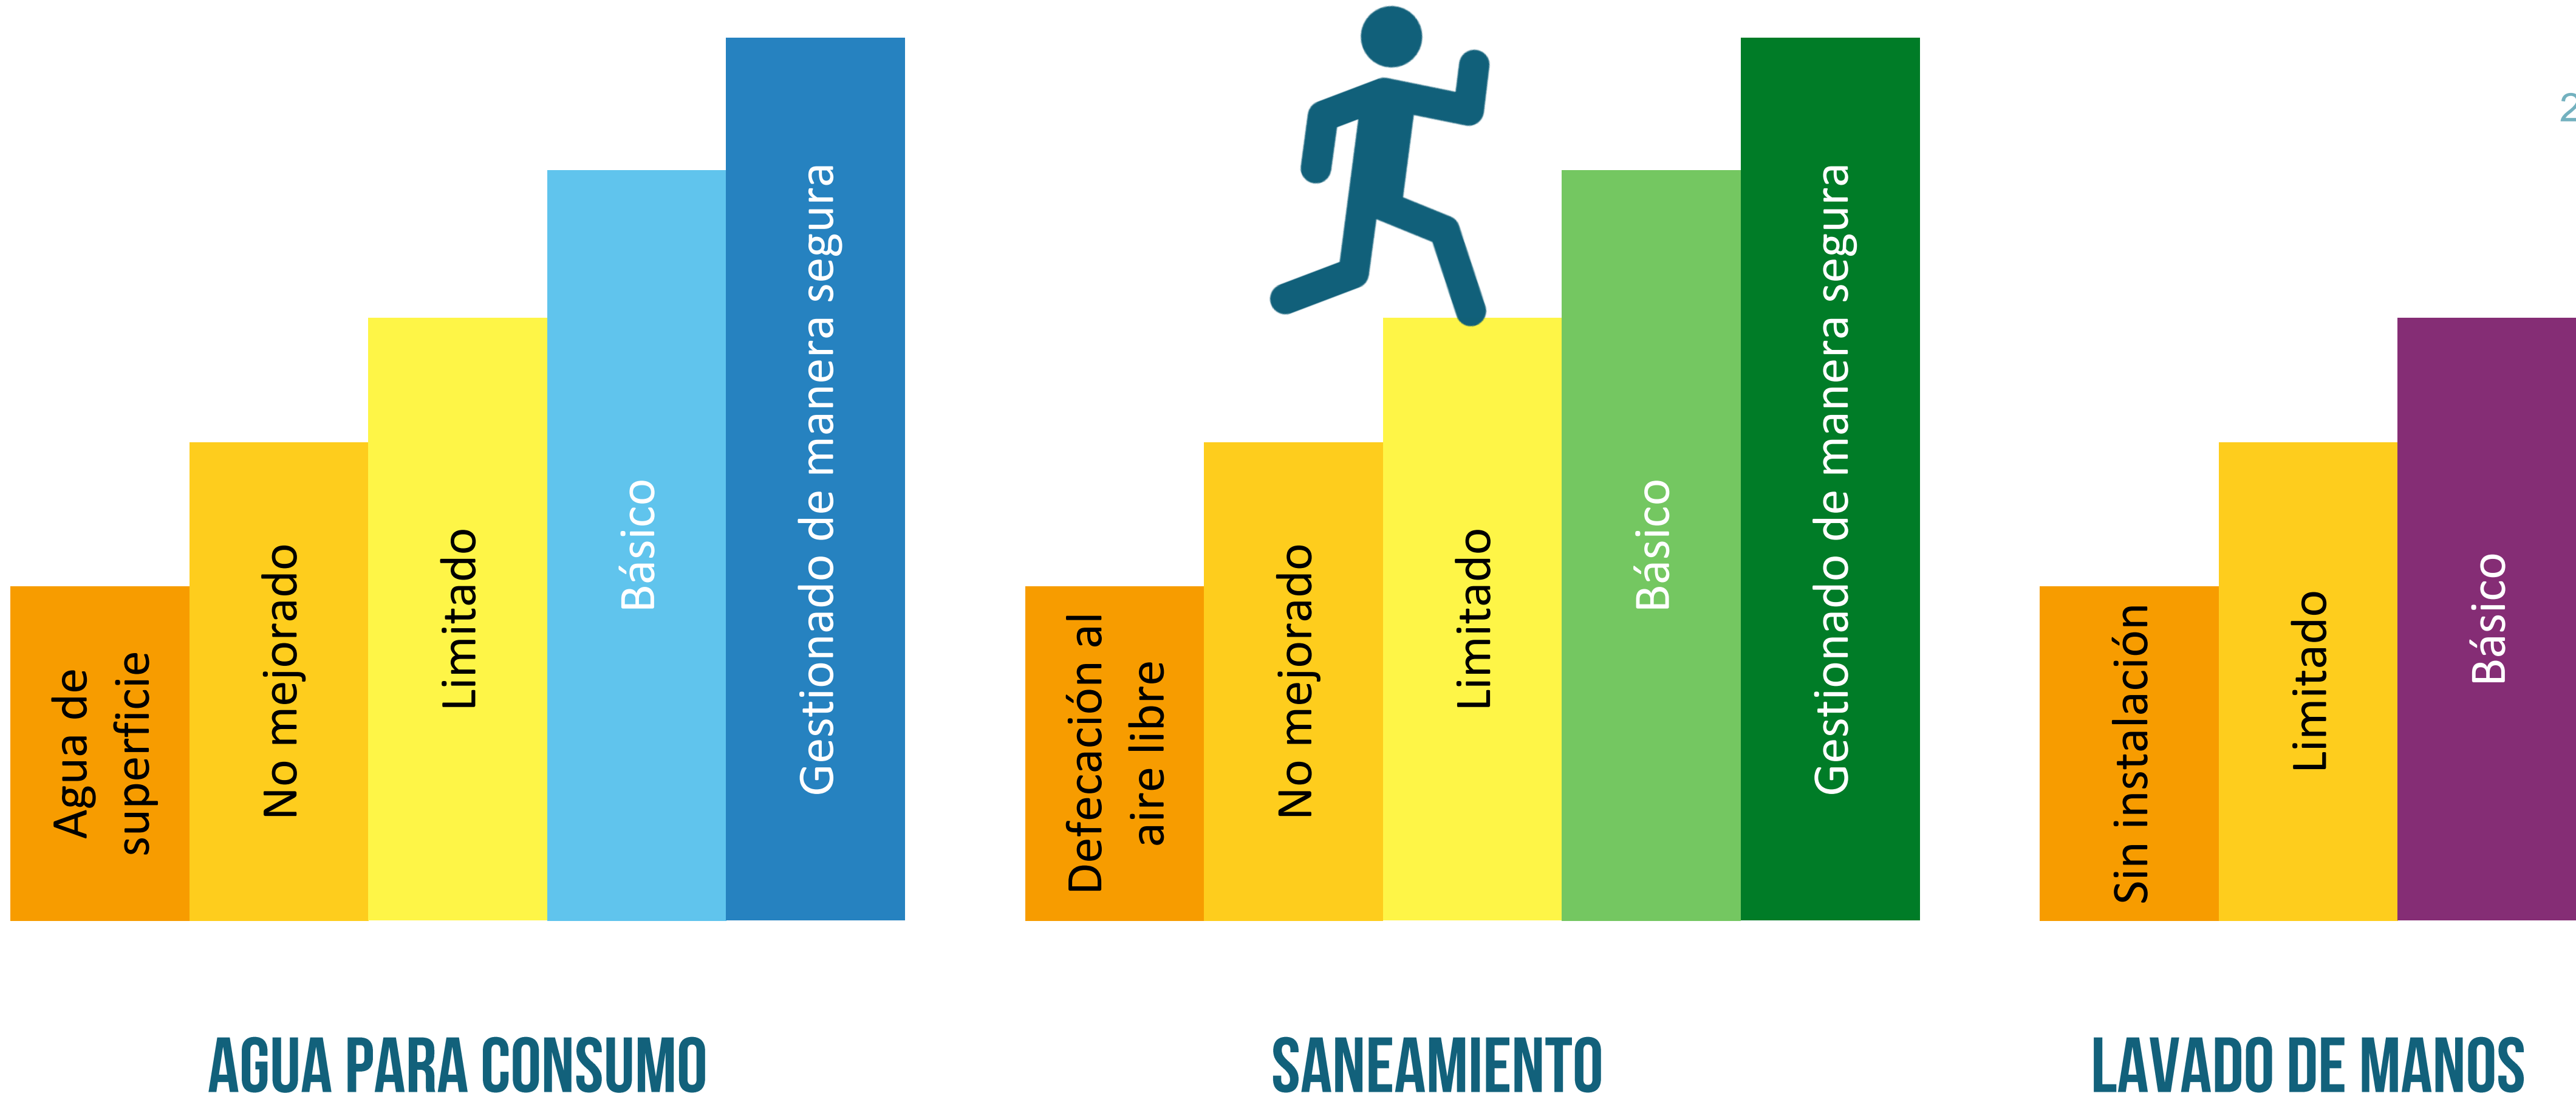 Agua de
superficie
No mejorado
Limitado
Básico
Gestionado de manera segura
AGUA PARA CONSUMO
Defecación al
aire libre
No mejorado
Limitado
Básico
Gestionado de manera segura
SANEAMIENTO
Sin instalación
Limitado
Básico
LAVADO DE MANOS
2